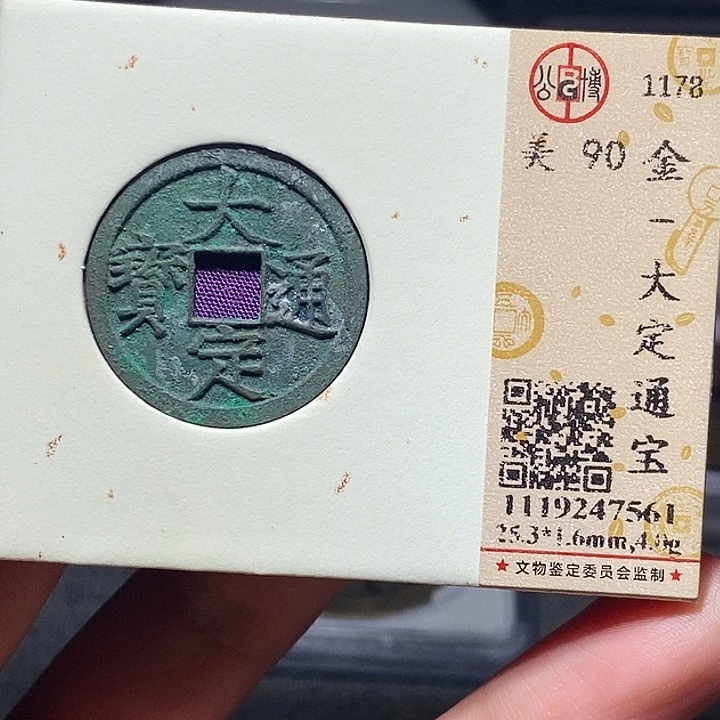 大定通寶
公博
1178
美 90
金一大定通宝
1119247561
25.3*1.6mm,4.0g
★文物鉴定委员会监制★